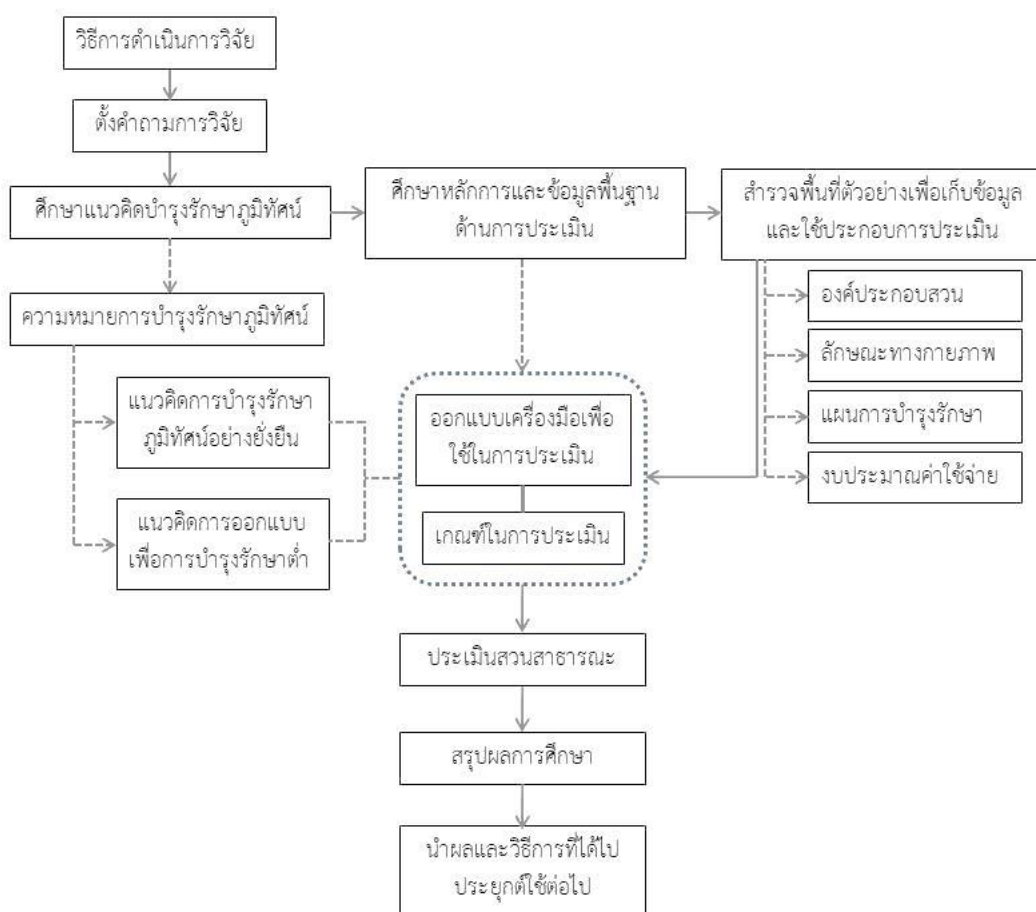 วิธีการดำเนินการวิจัย
ตั้งคำถามการวิจัย
ศึกษาแนวคิดบำรุงรักษาภูมิทัศน์
ศึกษาหลักการและข้อมูลพื้นฐาน
ด้านการประเมิน
สำรวจพื้นที่ตัวอย่างเพื่อเก็บข้อมูล
และใช้ประกอบการประเมิน
องค์ประกอบสวน
ลักษณะทางกายภาพ
แผนการบำรุงรักษา
งบประมาณค่าใช้จ่าย
ความหมายการบำรุงรักษาภูมิทัศน์
แนวคิดการบำรุงรักษา
ภูมิทัศน์อย่างยั่งยืน
แนวคิดการออกแบบ
เพื่อการบำรุงรักษาต่ำ
ออกแบบเครื่องมือเพื่อ
ใช้ในการประเมิน
เกณฑ์ในการประเมิน
ประเมินสวนสาธารณะ
สรุปผลการศึกษา
นำผลและวิธีการที่ได้ไป
ประยุกต์ใช้ต่อไป